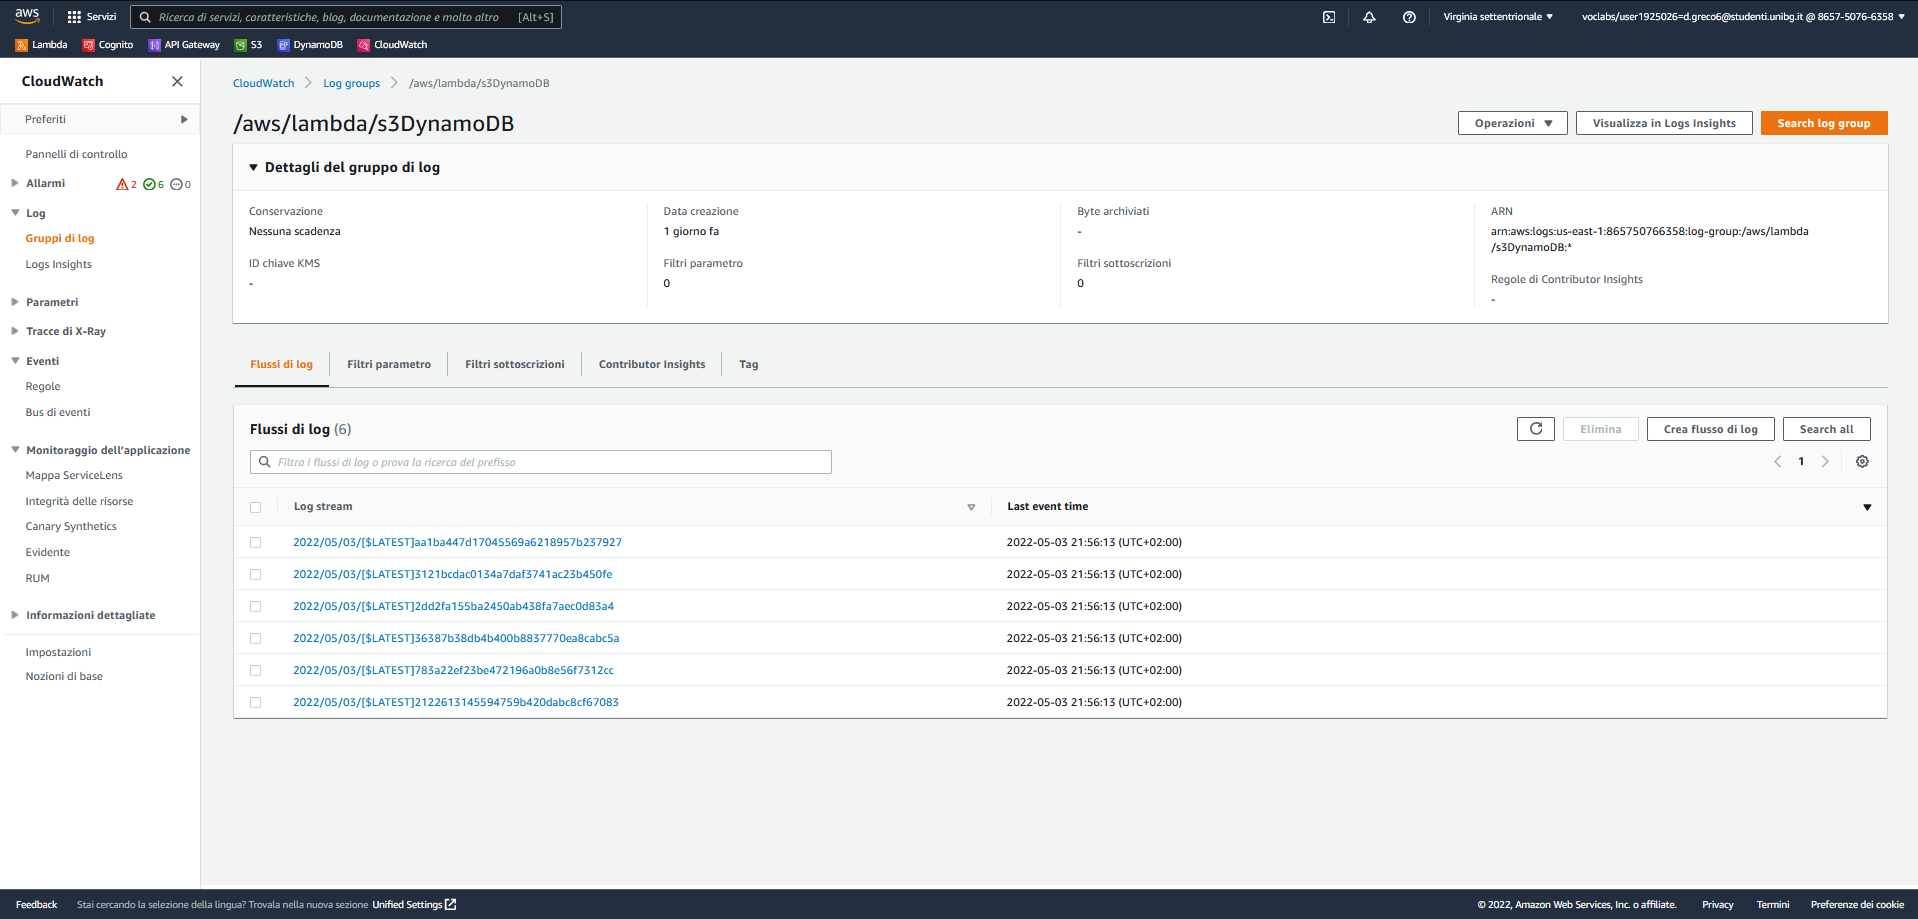 aws
Servizi
Ricerca di servizi, caratteristiche, blog, documentazione e molto altro [Alt+S]
Virginia settentrionale
voclabs/user1925026=d.greco6@studenti.unibg.it @ 8657-5076-6358
Lambda
Cognito
API Gateway
S3
DynamoDB
CloudWatch
CloudWatch
Preferiti
Pannelli di controllo
Allarmi 2 6 0
Log
Gruppi di log
Logs Insights
Parametri
Tracce di X-Ray
Eventi
Regole
Bus di eventi
Monitoraggio dell'applicazione
Mappa ServiceLens
Integrità delle risorse
Canary Synthetics
Evidente
RUM
Informazioni dettagliate
Impostazioni
Nozioni di base
CloudWatch
Log groups
/aws/lambda/s3DynamoDB
/aws/lambda/s3DynamoDB
Operazioni
Visualizza in Logs Insights
Search log group
Dettagli del gruppo di log
Conservazione
Nessuna scadenza
ID chiave KMS
-
Data creazione
1 giorno fa
Filtri parametro
0
Byte archiviati
-
Filtri sottoscrizioni
0
ARN
arn:aws:logs:us-east-1:865750766358:log-group:/aws/lambda
/s3DynamoDB:*
Regole di Contributor Insights
-
Flussi di log
Filtri parametro
Filtri sottoscrizioni
Contributor Insights
Tag
Flussi di log (6)
Elimina
Crea flusso di log
Search all
Filtra i flussi di log o prova la ricerca del prefisso
1
Log stream
Last event time
2022/05/03/[$LATEST]aa1ba447d17045569a6218957b237927
2022-05-03 21:56:13 (UTC+02:00)
2022/05/03/[$LATEST]3121bcdac0134a7daf3741ac23b450fe
2022-05-03 21:56:13 (UTC+02:00)
2022/05/03/[$LATEST]2dd2fa155ba2450ab438fa7aec0d83a4
2022-05-03 21:56:13 (UTC+02:00)
2022/05/03/[$LATEST]36387b38db4b400b8837770ea8cabc5a
2022-05-03 21:56:13 (UTC+02:00)
2022/05/03/[$LATEST]783a22ef23be472196a0b8e56f7312cc
2022-05-03 21:56:13 (UTC+02:00)
2022/05/03/[$LATEST]2122613145594759b420dabc8cf67083
2022-05-03 21:56:13 (UTC+02:00)
Feedback
Stai cercando la selezione della lingua? Trovala nella nuova sezione Unified Settings
© 2022, Amazon Web Services, Inc. o affiliate.
Privacy
Termini
Preferenze dei cookie